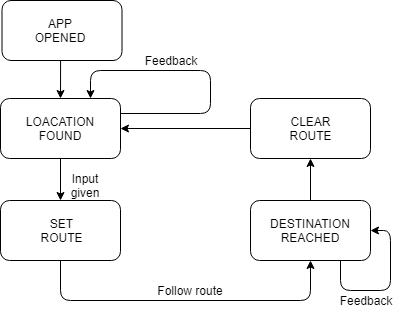 APP
OPENED
Feedback
LOACATION
FOUND
CLEAR
ROUTE
Input
given
SET
ROUTE
DESTINATION
REACHED
Follow route
Feedback